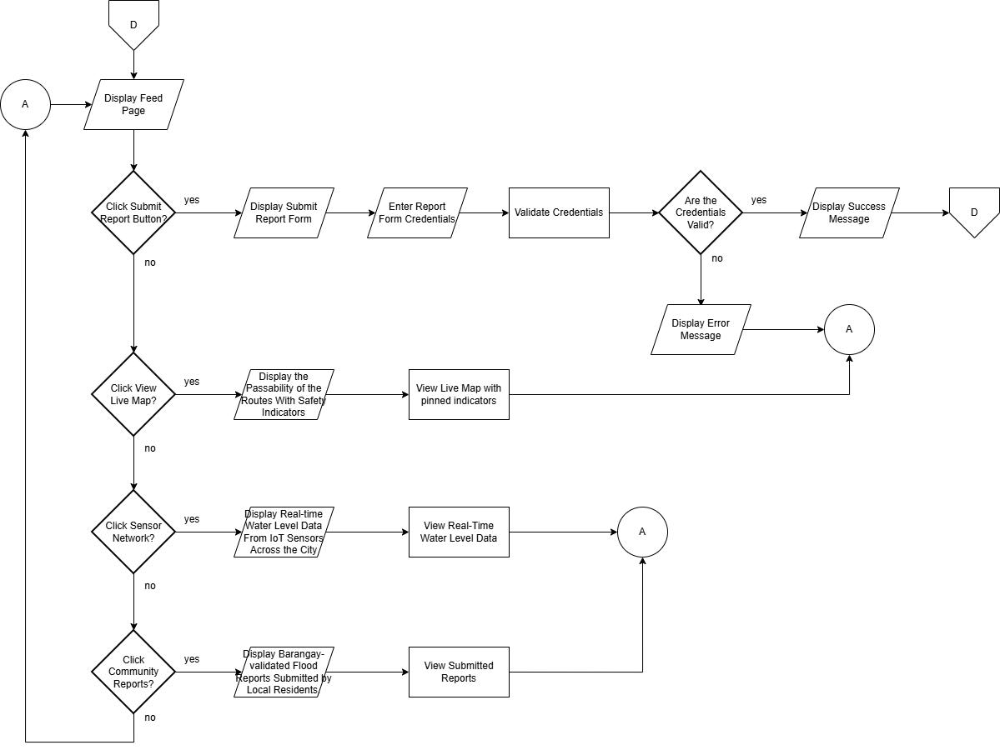 D
A
Display Feed
Page
Click Submit
Report Button?
yes
Display Submit
Report Form
Enter Report
Form Credentials
Validate Credentials
Are the
Credentials
Valid?
yes
Display Success
Message
D
no
no
Display Error
Message
A
Click View
Live Map?
yes
Display the
Passability of the
Routes With Safety
Indicators
View Live Map with
pinned indicators
no
Click Sensor
Network?
yes
Display Real-time
Water Level Data
From IoT Sensors
Across the City
View Real-Time
Water Level Data
A
no
Click
Community
Reports?
yes
Display Barangay-
validated Flood
Reports Submitted by
Local Residents
View Submitted
Reports
no